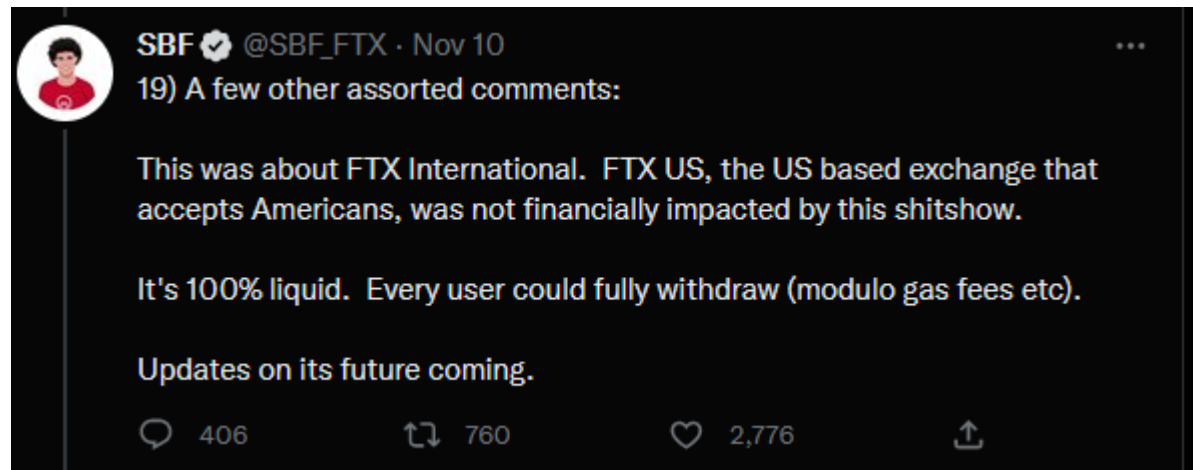 SBF @SBF_FTX · Nov 10
19) A few other assorted comments:
This was about FTX International.  FTX US, the US based exchange that
accepts Americans, was not financially impacted by this shitshow.
It's 100% liquid.  Every user could fully withdraw (modulo gas fees etc).
Updates on its future coming.
406 760 2,776